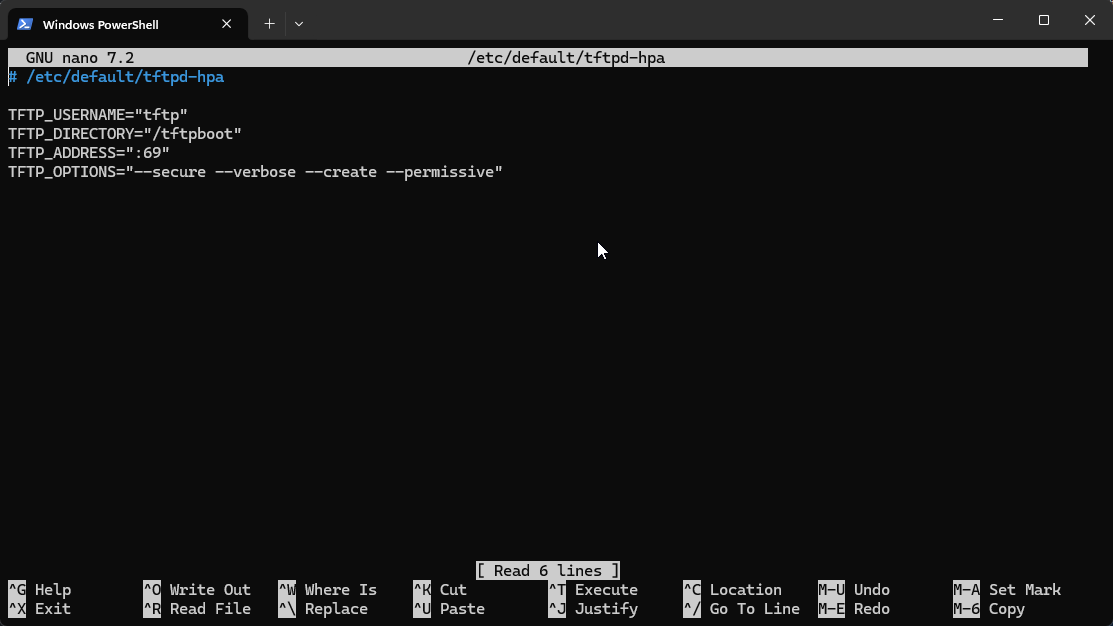 Windows PowerShell
GNU nano 7.2 /etc/default/tftpd-hpa
# /etc/default/tftpd-hpa
TFTP_USERNAME="tftp"
TFTP_DIRECTORY="/tftpboot"
TFTP_ADDRESS=":69"
TFTP_OPTIONS="--secure --verbose --create --permissive"
[ Read 6 lines ]
^G Help ^O Write Out ^W Where Is ^K Cut ^T Execute ^C Location M-U Undo M-A Set Mark
^X Exit ^R Read File ^\ Replace ^U Paste ^J Justify ^/ Go To Line M-E Redo M-6 Copy